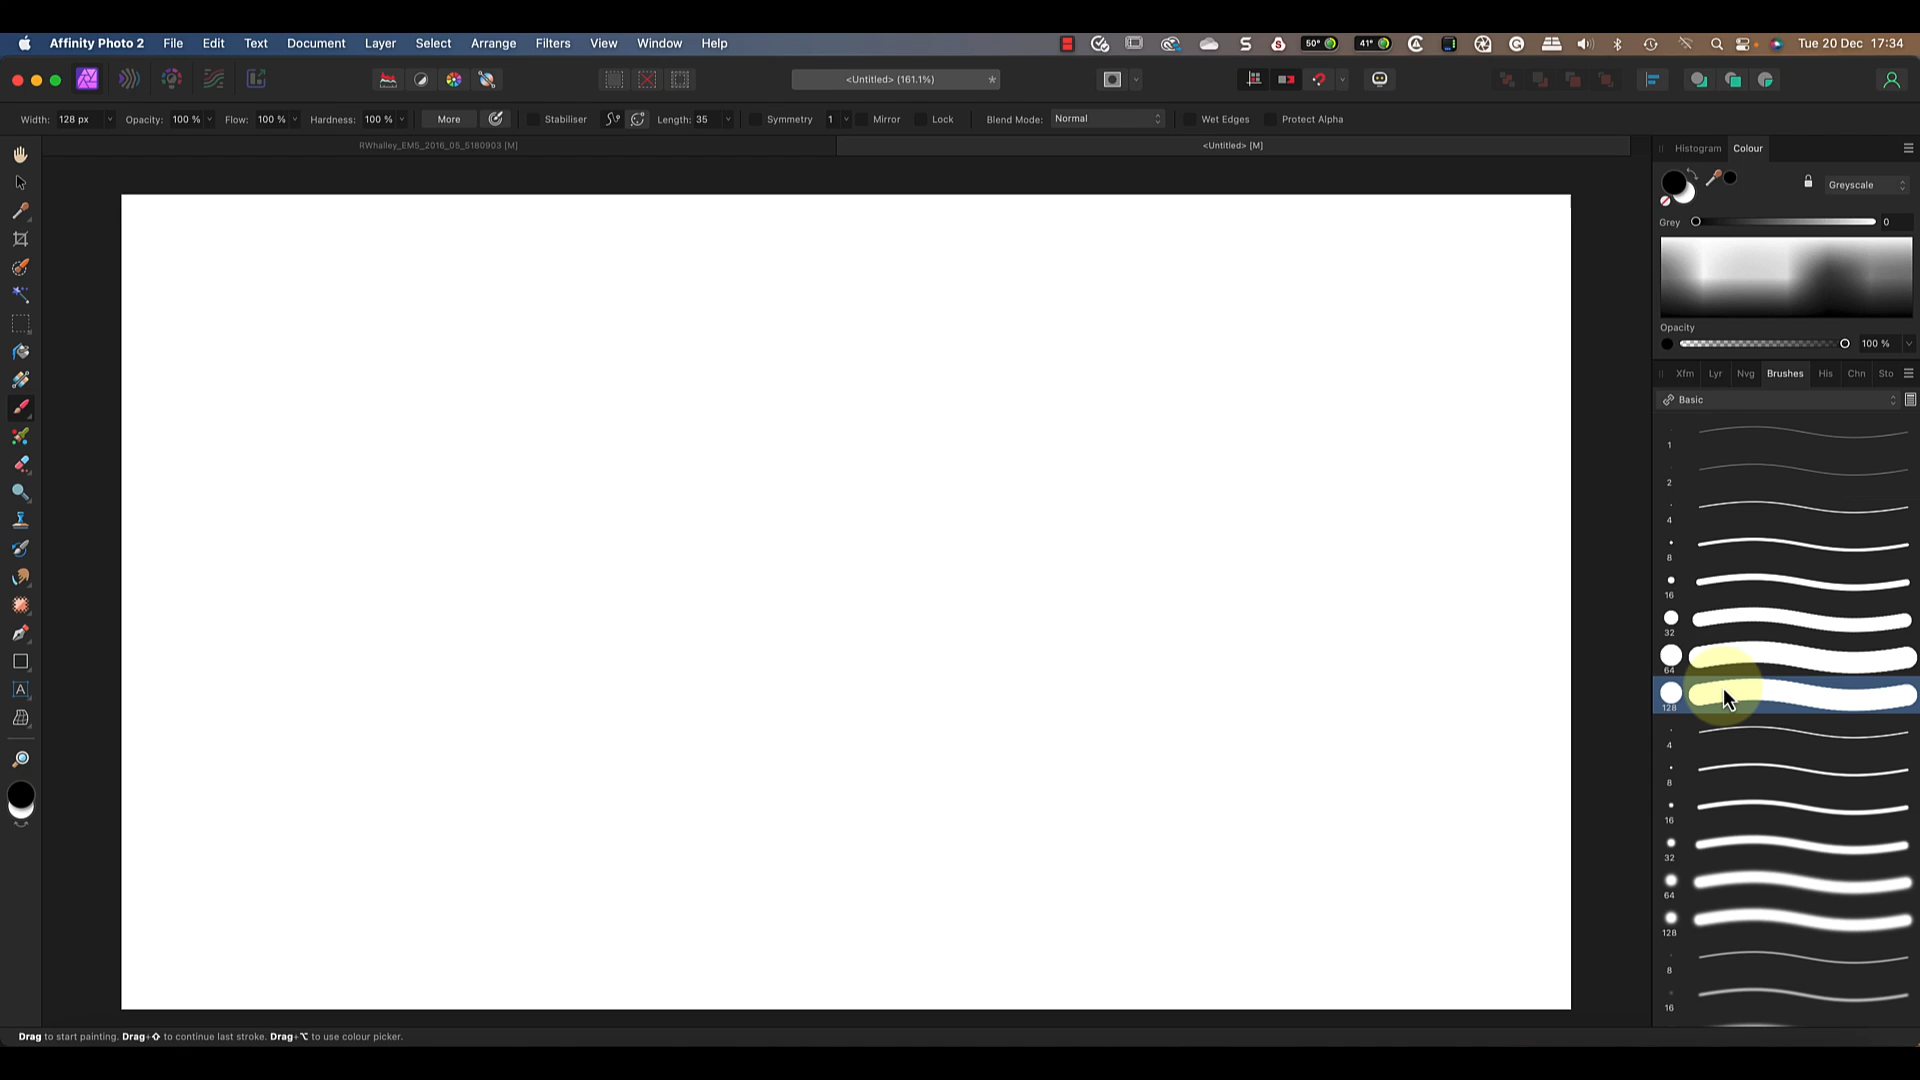 Affinity Photo 2 File Edit Text Document Layer Select Arrange Filters View Window Help 50° 41° Tue 20 Dec 17:34
<Untitled> (161.1%) *
Width: 128 px Opacity: 100 % Flow: 100 % Hardness: 100 % More Stabiliser Length: 35 Symmetry 1 Mirror Lock Blend Mode: Normal Wet Edges Protect Alpha
RWhalley_EM5_2016_05_5180903 [M] <Untitled> [M]
Histogram Colour
Greyscale
Grey 0
Opacity
100 %
Xfm Lyr Nvg Brushes His Chn Sto
Basic
1
2
4
8
16
32
64
128
4
8
16
32
64
128
8
16
Drag to start painting. Drag+⇧ to continue last stroke. Drag+⌥ to use colour picker.